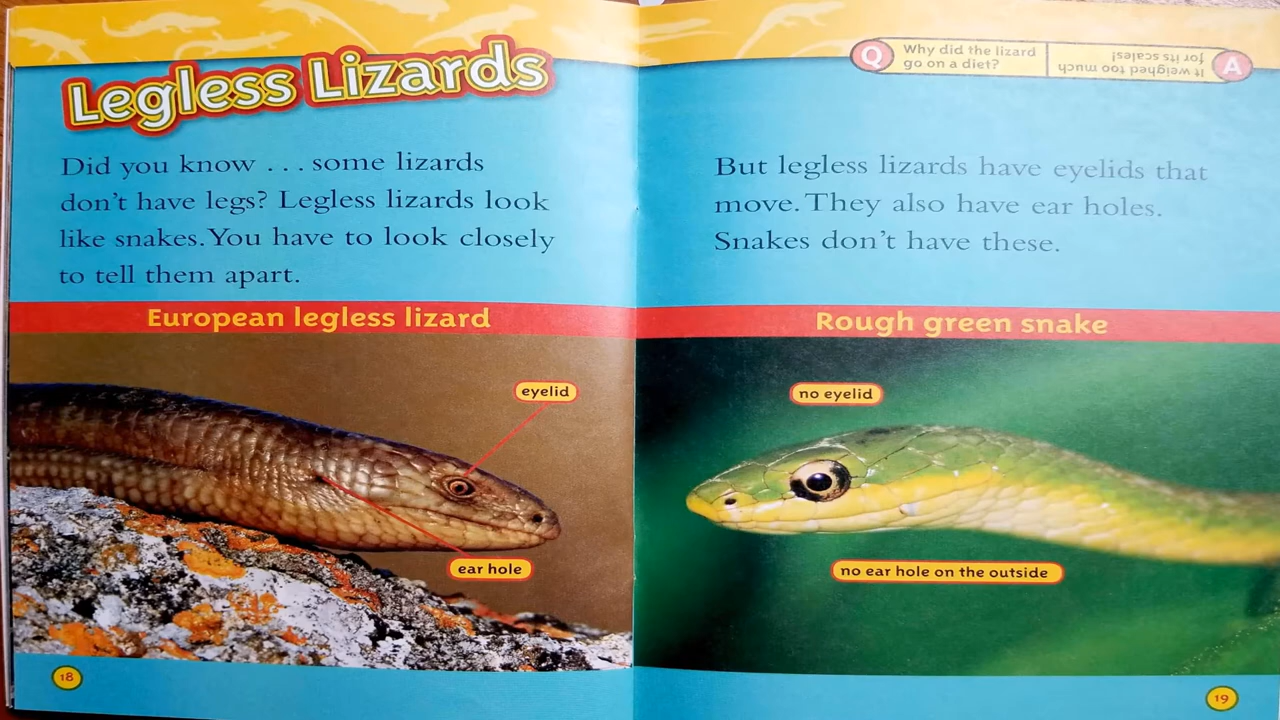 Legless Lizards
Did you know . . . some lizards
don't have legs? Legless lizards look
like snakes. You have to look closely
to tell them apart.
European legless lizard
eyelid
ear hole
18
Q
Why did the lizard
go on a diet?
It weighed too much
for its scales!
A
But legless lizards have eyelids that
move. They also have ear holes.
Snakes don't have these.
Rough green snake
no eyelid
no ear hole on the outside
19